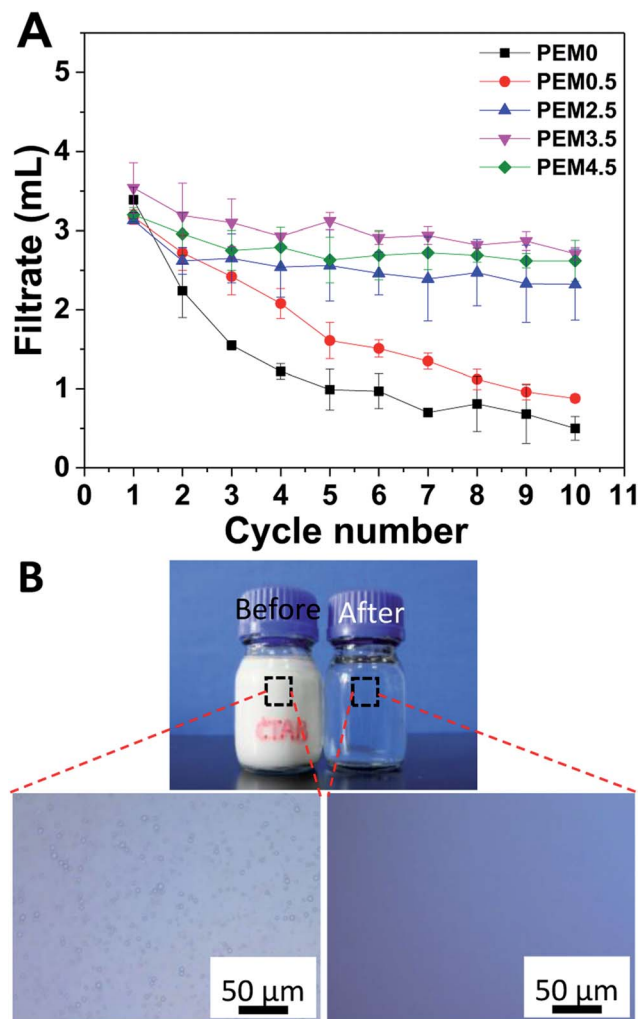 A
Filtrate (mL)
5
4
3
2
1
0
PEM0
PEM0.5
PEM2.5
PEM3.5
PEM4.5
0 1 2 3 4 5 6 7 8 9 10 11
Cycle number
B
Before After
CTAB
50 μm 50 μm